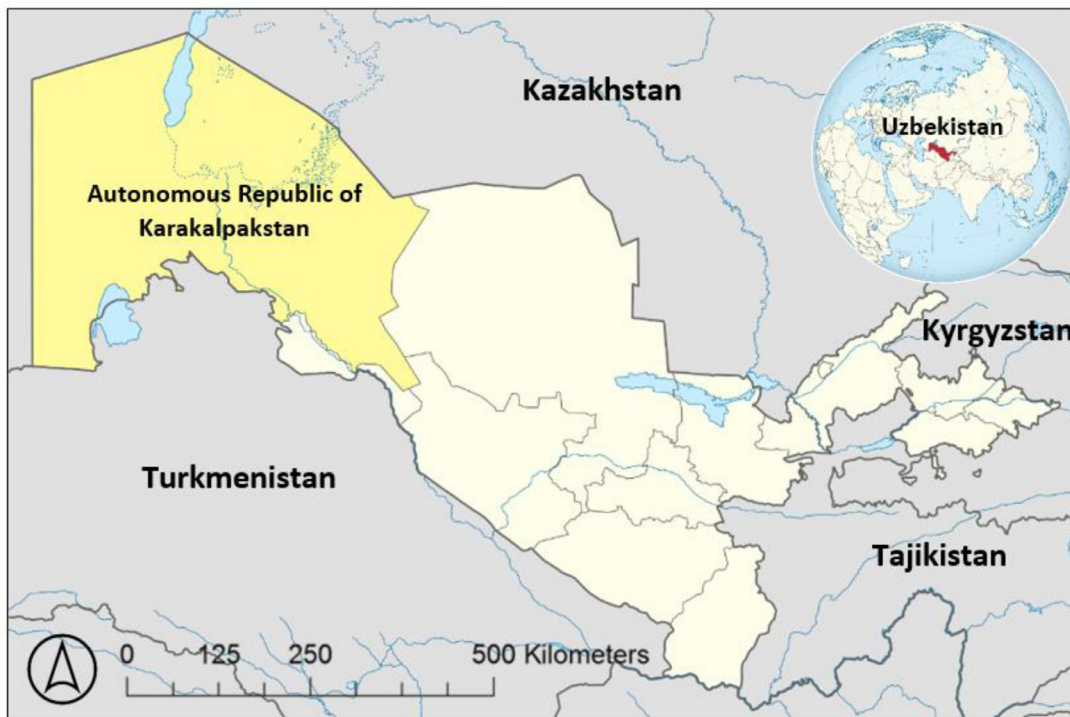 Kazakhstan
Uzbekistan
Autonomous Republic of
Karakalpakstan
Kyrgyzstan
Turkmenistan
Tajikistan
0 125 250 500 Kilometers